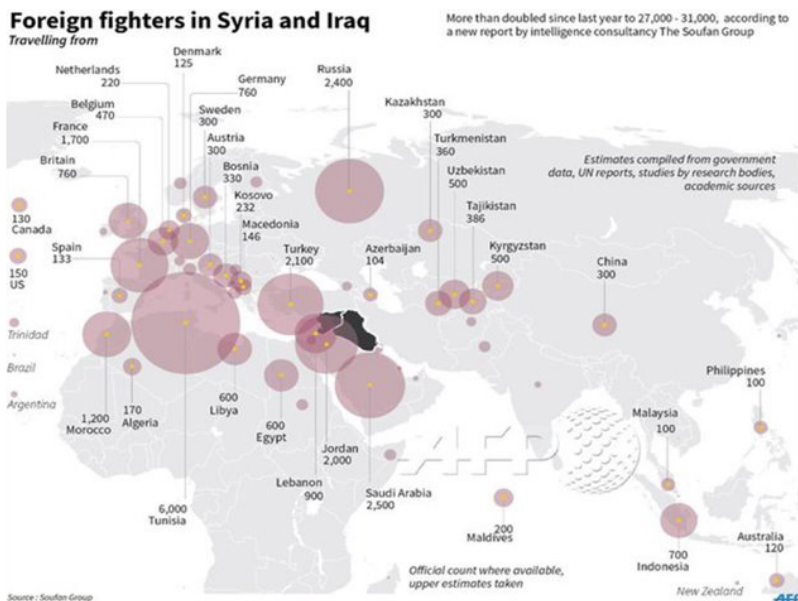 Foreign fighters in Syria and Iraq
Travelling from
More than doubled since last year to 27,000 - 31,000, according to
a new report by intelligence consultancy The Soufan Group
Denmark
125
Netherlands
220
Germany
760
Russia
2,400
Belgium
470
Sweden
300
Kazakhstan
300
France
1,700
Austria
300
Turkmenistan
360
Britain
760
Bosnia
330
Uzbekistan
500
Estimates compiled from government
data, UN reports, studies by research bodies,
academic sources
Kosovo
232
Tajikistan
386
130
Canada
Macedonia
146
Spain
133
Turkey
2,100
Azerbaijan
104
Kyrgyzstan
500
China
300
150
US
Trinidad
Brazil
Argentina
Philippines
100
1,200
Morocco
170
Algeria
600
Libya
600
Egypt
Malaysia
100
Jordan
2,000
AFP
Lebanon
900
Saudi Arabia
2,500
6,000
Tunisia
200
Maldives
700
Indonesia
Australia
120
Official count where available,
upper estimates taken
New Zealand
Source : Soufan Group
AFP